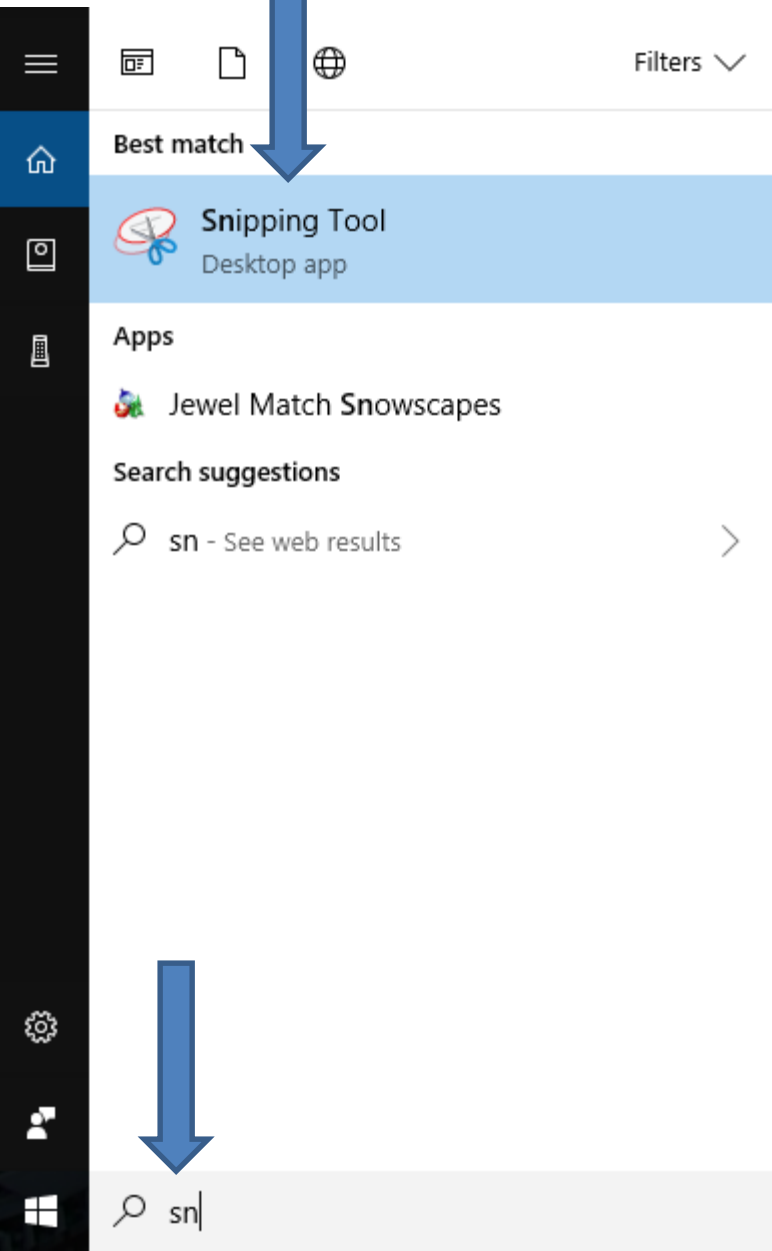 Filters
Best match
Snipping Tool
Desktop app
Apps
Jewel Match Snowscapes
Search suggestions
sn - See web results
sn